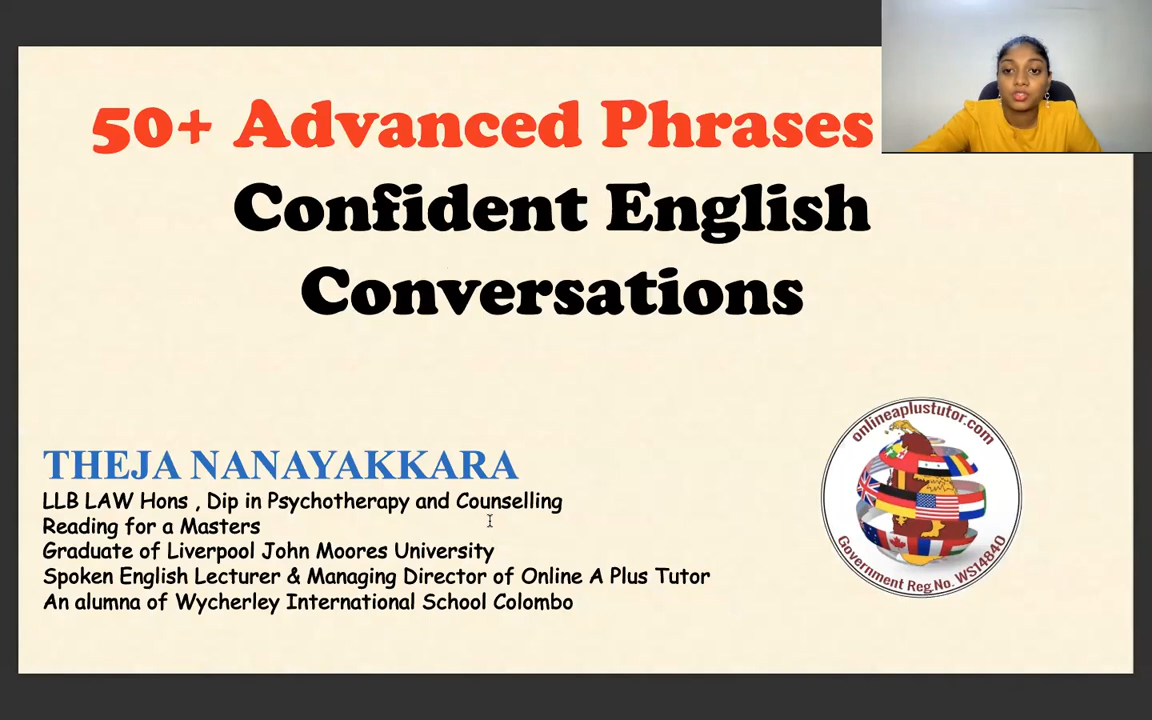 50+ Advanced Phrases
Confident English
Conversations
THEJA NANAYAKKARA
LLB LAW Hons , Dip in Psychotherapy and Counselling
Reading for a Masters
Graduate of Liverpool John Moores University
Spoken English Lecturer & Managing Director of Online A Plus Tutor
An alumna of Wycherley International School Colombo
onlineaplustutor.com
Government Reg.No. WS14840